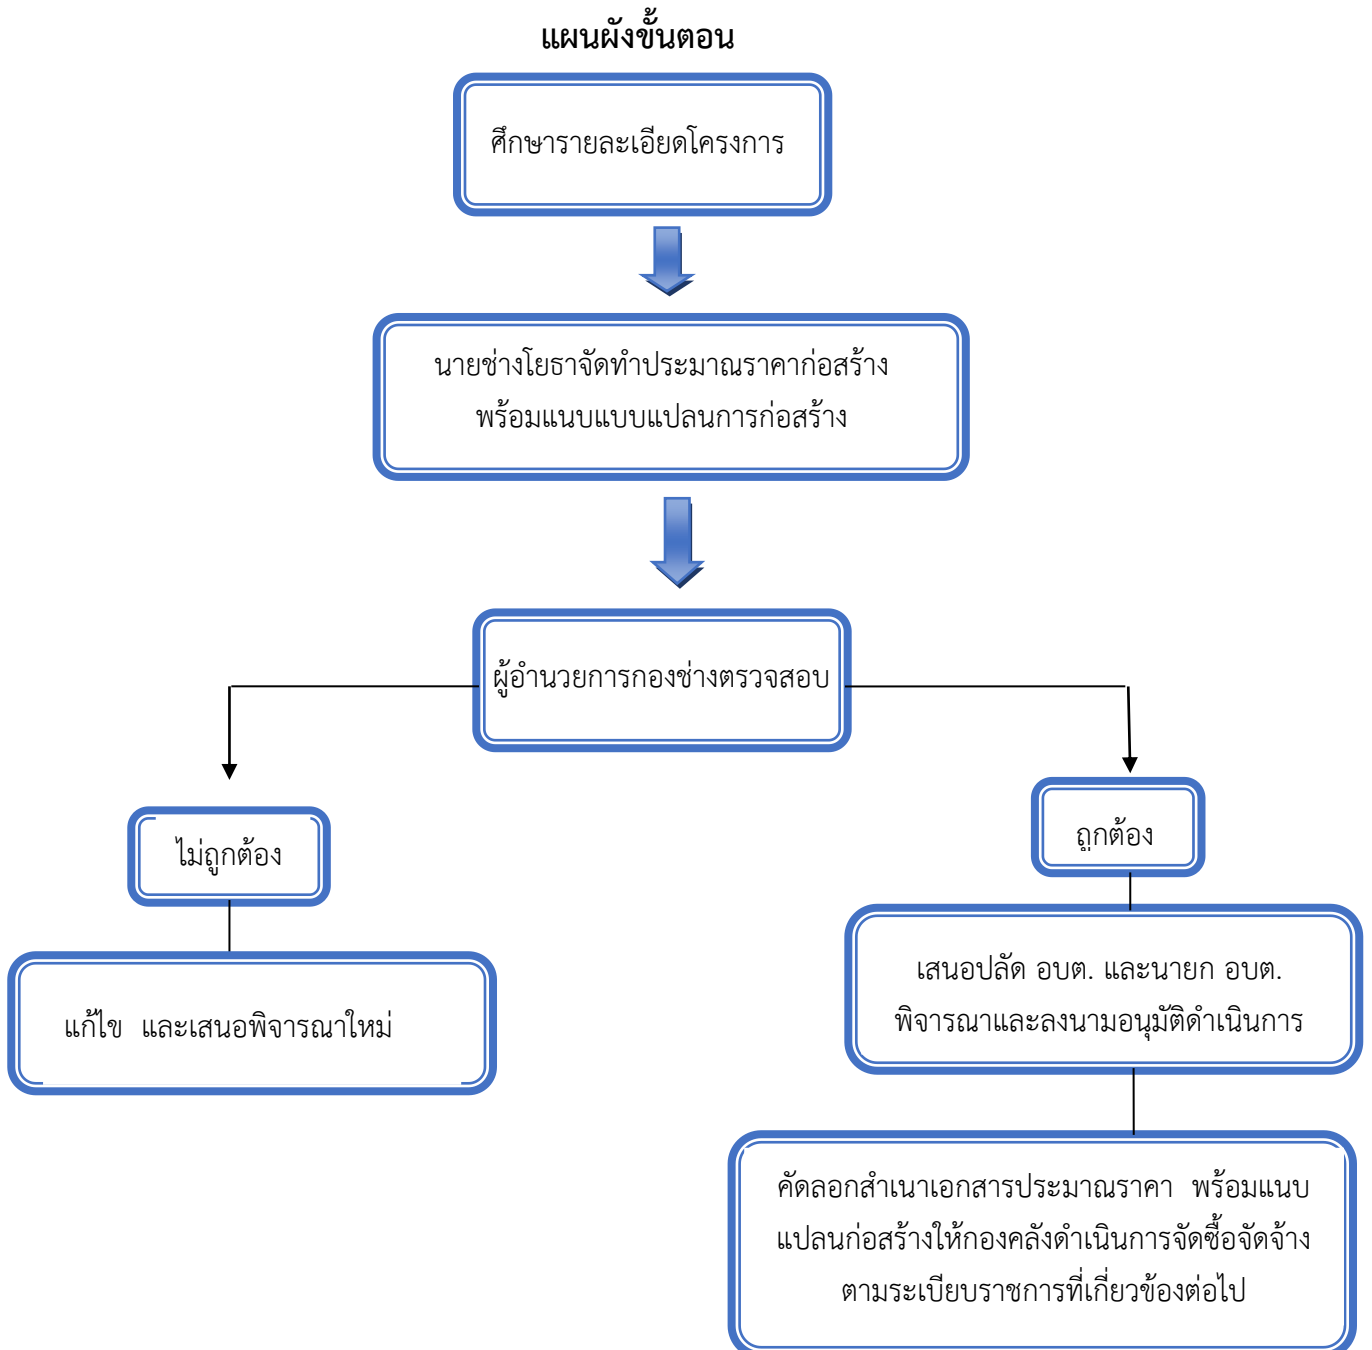 แผนผังขั้นตอน
ศึกษารายละเอียดโครงการ
นายช่างโยธาจัดทำประมาณราคาก่อสร้าง
พร้อมแนบแบบแปลนการก่อสร้าง
ผู้อำนวยการกองช่างตรวจสอบ
ไม่ถูกต้อง
ถูกต้อง
แก้ไข และเสนอพิจารณาใหม่
เสนอปลัด อบต. และนายก อบต.
พิจารณาและลงนามอนุมัติดำเนินการ
คัดลอกสำเนาเอกสารประมาณราคา พร้อมแนบ
แปลนก่อสร้างให้กองคลังดำเนินการจัดซื้อจัดจ้าง
ตามระเบียบราชการที่เกี่ยวข้องต่อไป